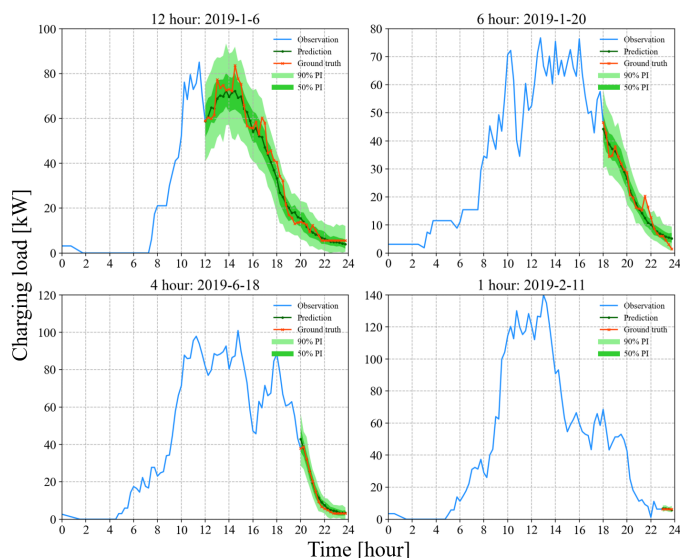 12 hour: 2019-1-6
100
80
60
40
20
0
0 2 4 6 8 10 12 14 16 18 20 22 24
Observation
Prediction
Ground truth
90% PI
50% PI
6 hour: 2019-1-20
80
70
60
50
40
30
20
10
0
0 2 4 6 8 10 12 14 16 18 20 22 24
Observation
Prediction
Ground truth
90% PI
50% PI
Charging load [kW]
4 hour: 2019-6-18
120
100
80
60
40
20
0
0 2 4 6 8 10 12 14 16 18 20 22 24
Observation
Prediction
Ground truth
90% PI
50% PI
1 hour: 2019-2-11
140
120
100
80
60
40
20
0
0 2 4 6 8 10 12 14 16 18 20 22 24
Observation
Prediction
Ground truth
90% PI
50% PI
Time [hour]